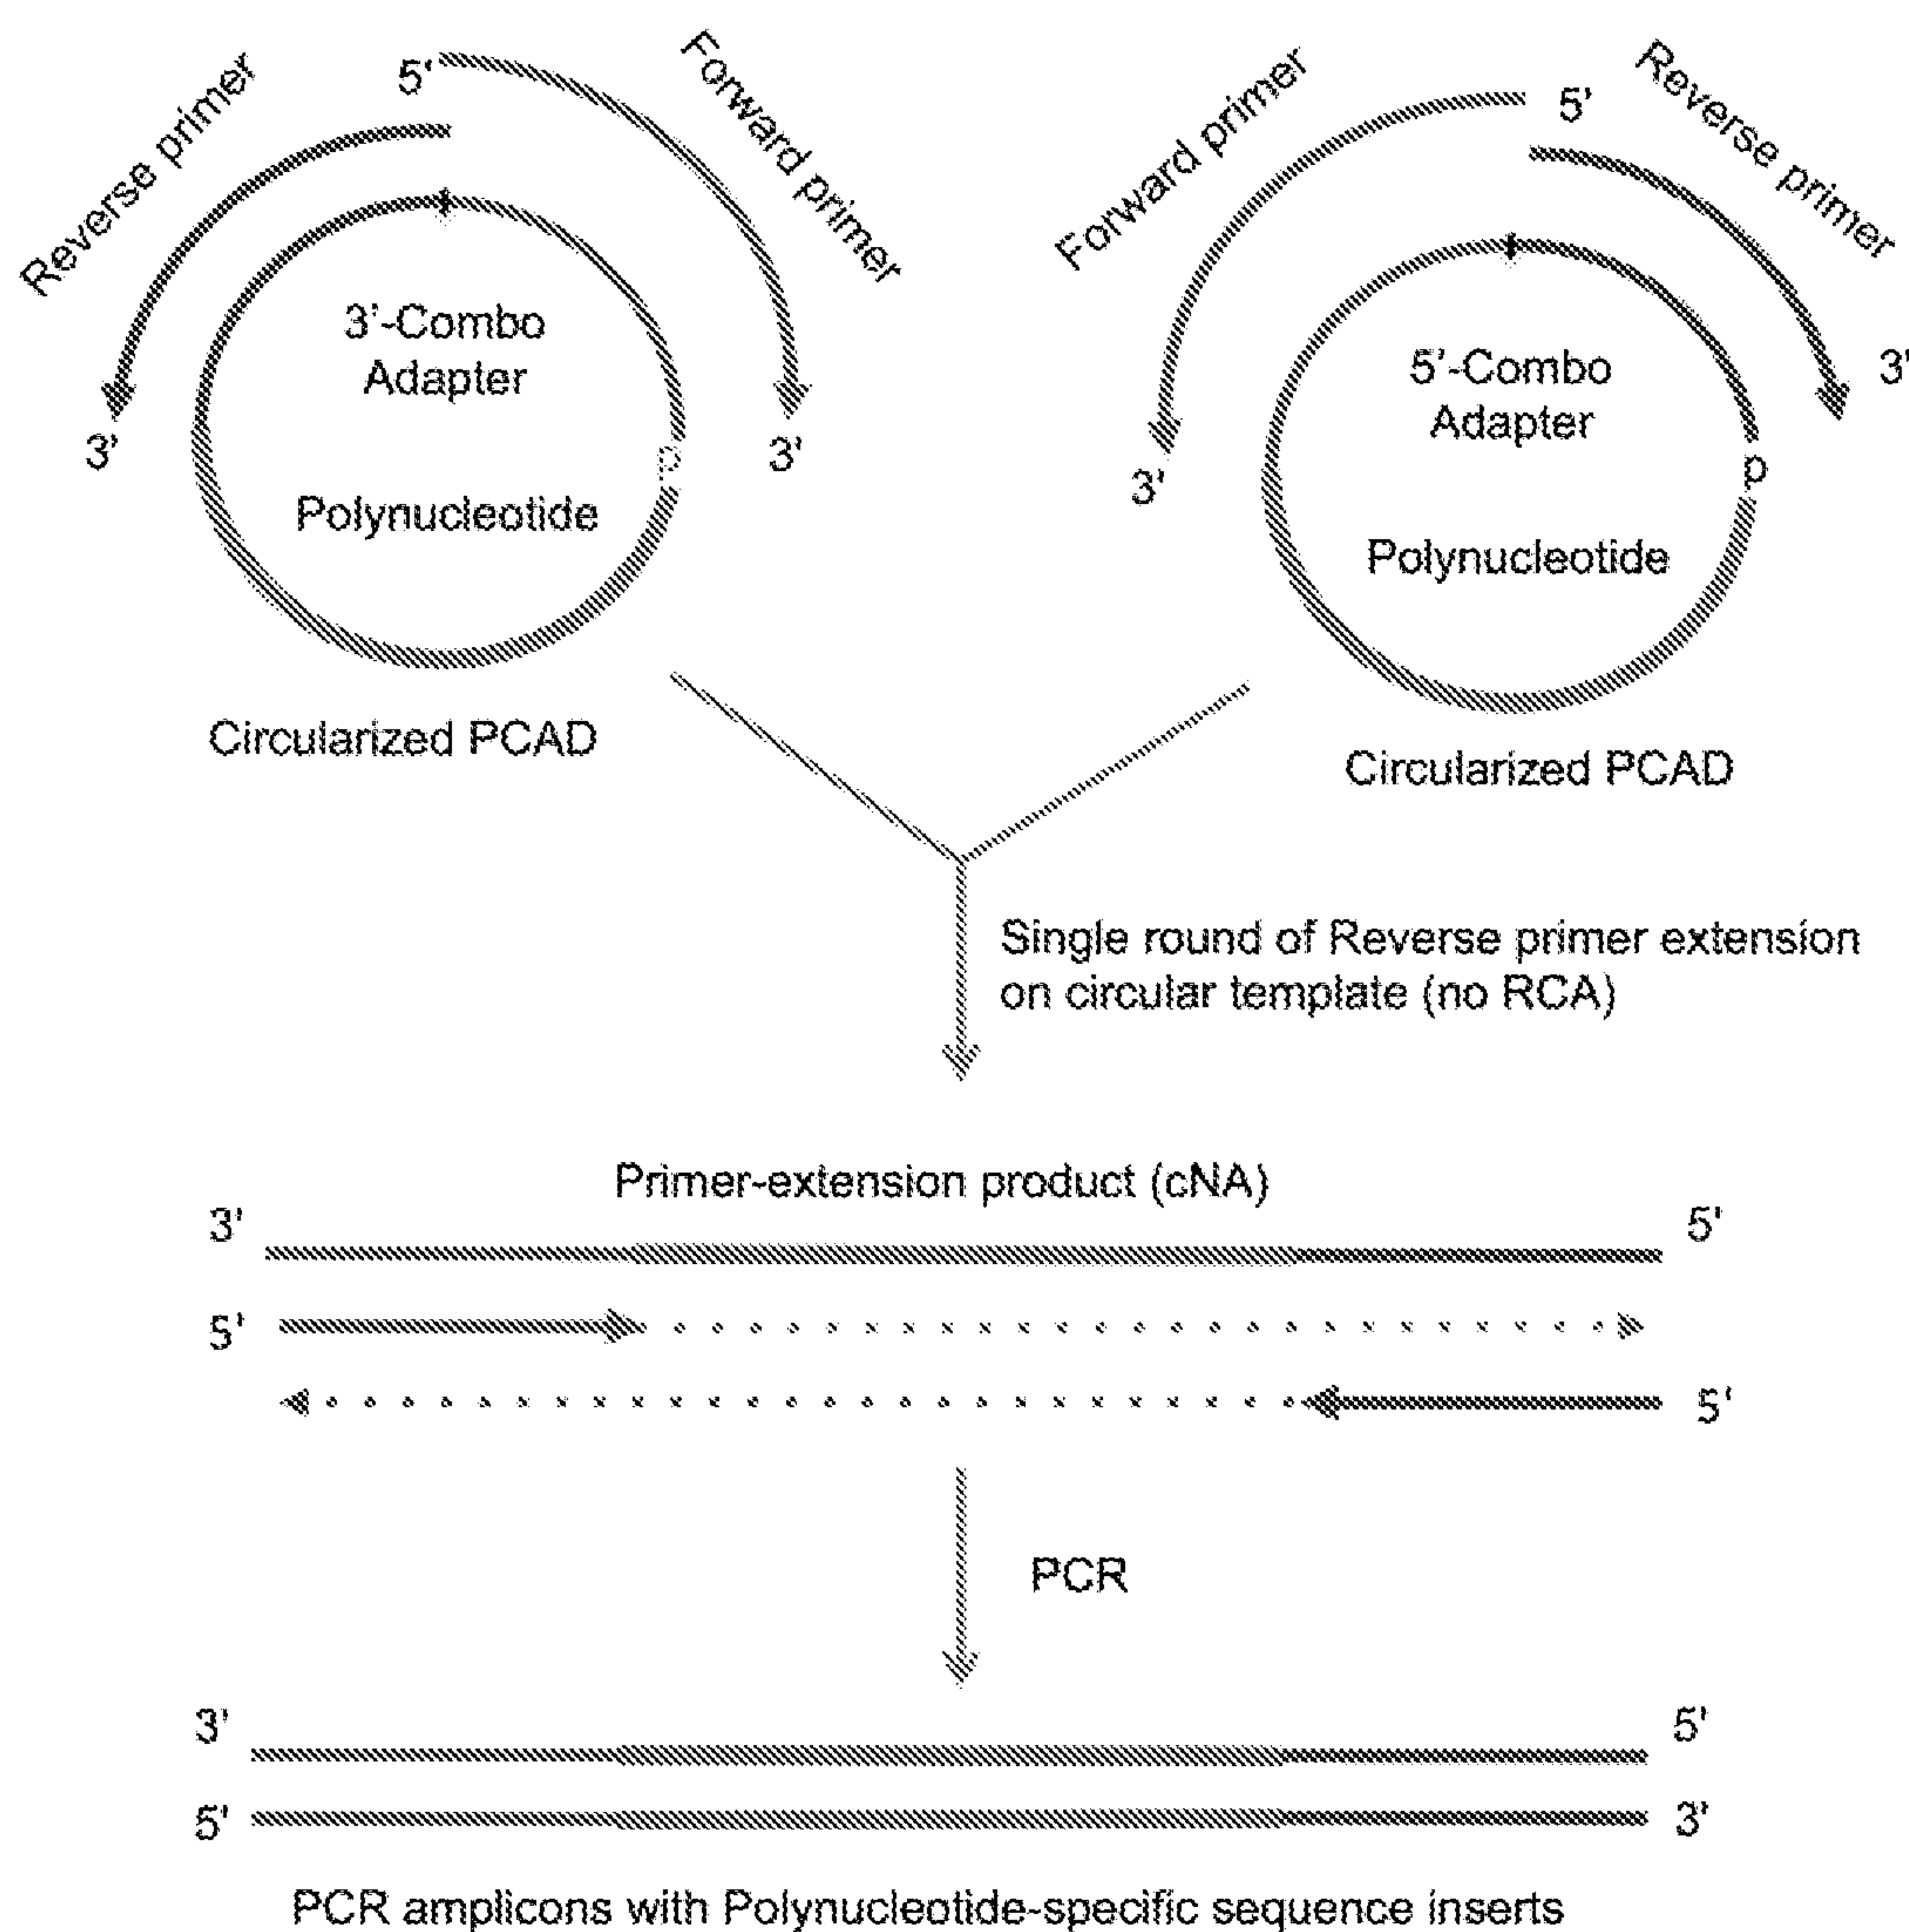 Reverse primer
5'
Forward primer
3'-Combo
Adapter
3'
p
3'
Polynucleotide
Circularized PCAD
Forward primer
5'
Reverse primer
5'-Combo
Adapter
3'
3'
p
Polynucleotide
Circularized PCAD
Single round of Reverse primer extension
on circular template (no RCA)
Primer-extension product (cNA)
3'
5'
5'
5'
PCR
3'
5'
5'
3'
PCR amplicons with Polynucleotide-specific sequence inserts